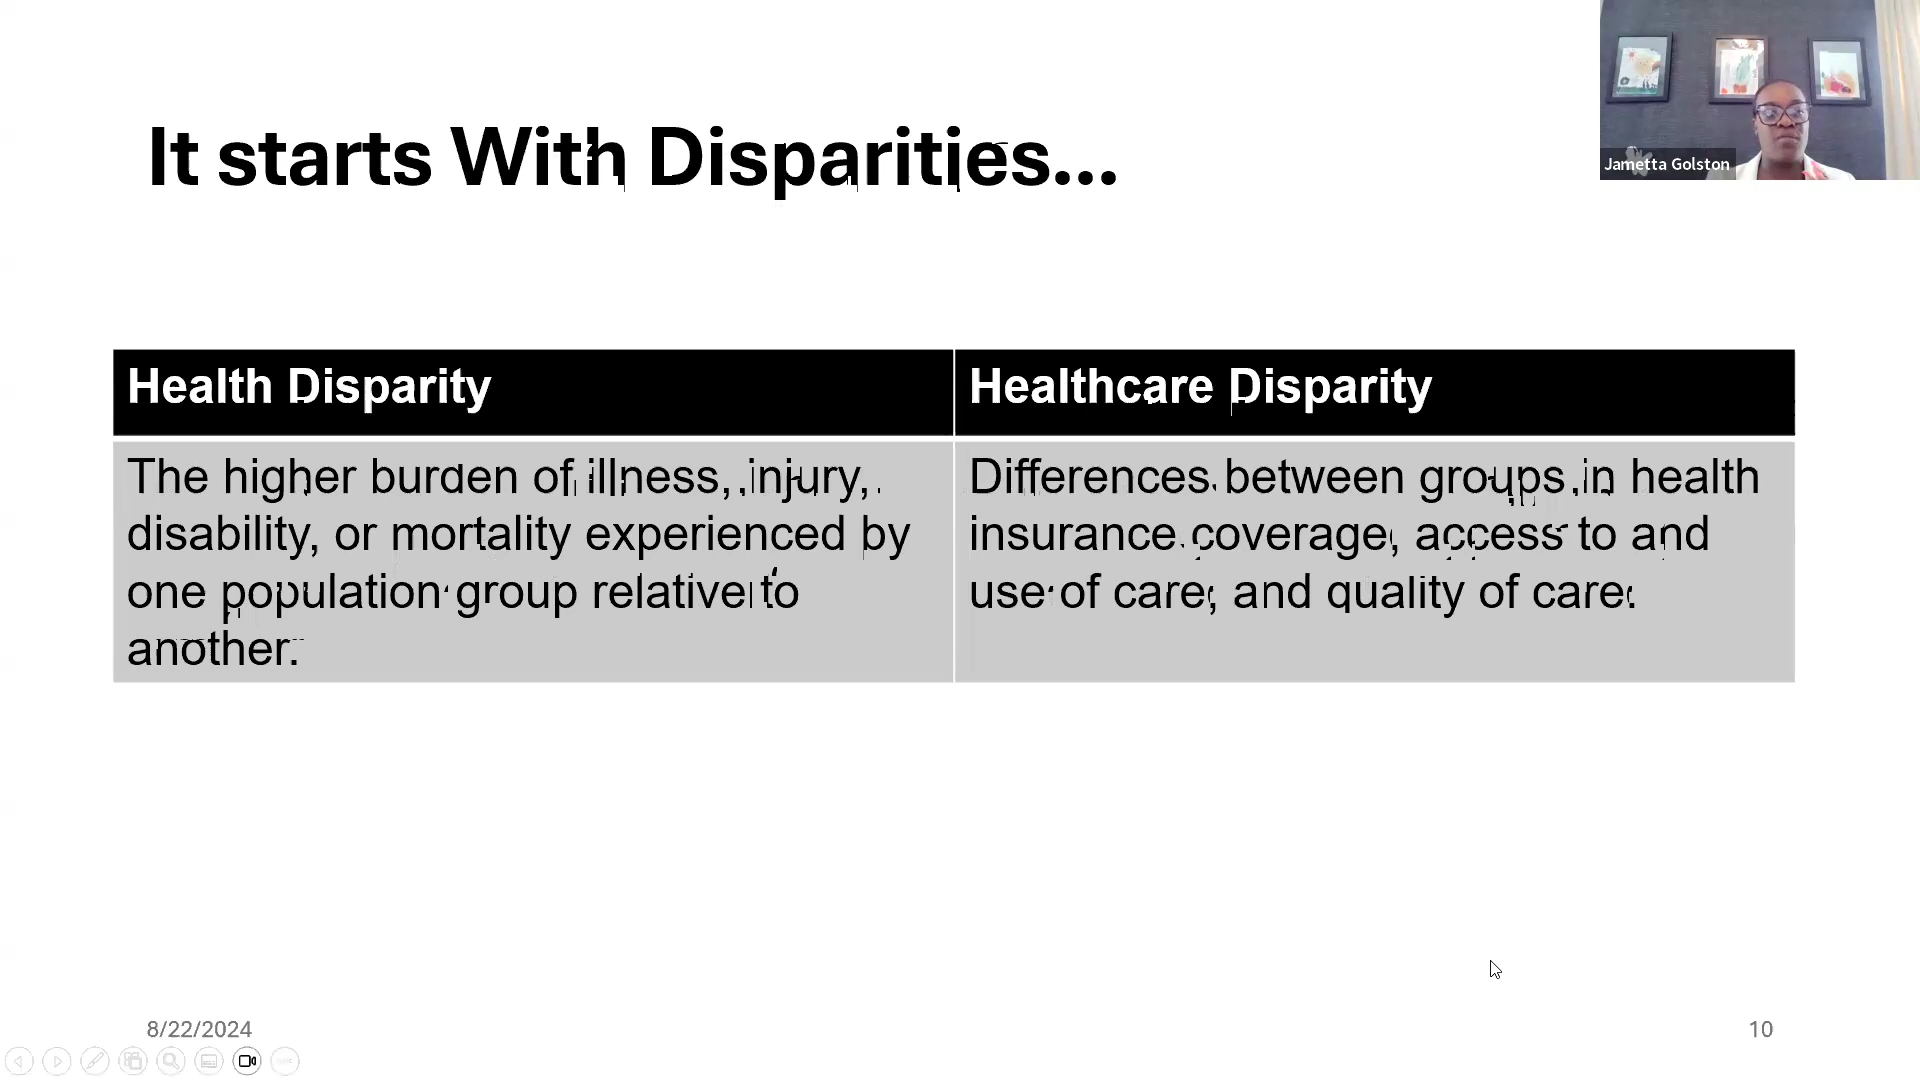 It starts With Disparities...
Jametta Golston
Health Disparity
Healthcare Disparity
The higher burden of illness, injury,
disability, or mortality experienced by
one population group relative to
another.
Differences between groups in health
insurance coverage, access to and
use of care, and quality of care.
8/22/2024
10